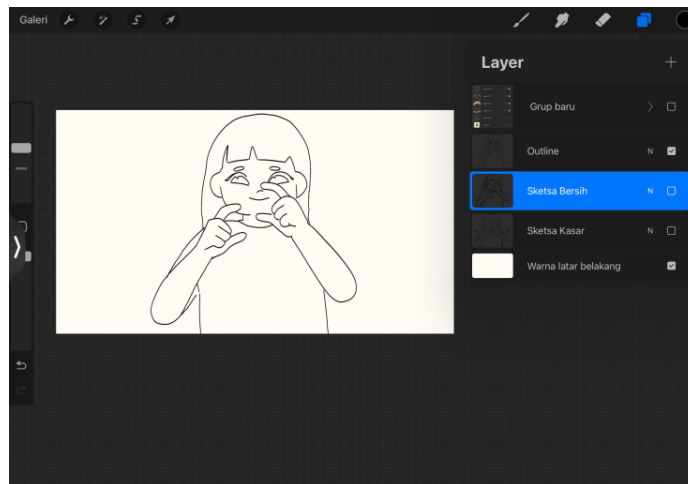 Galeri
Layer
Grup baru
Outline N
Sketsa Bersih N
Sketsa Kasar N
Warna latar belakang